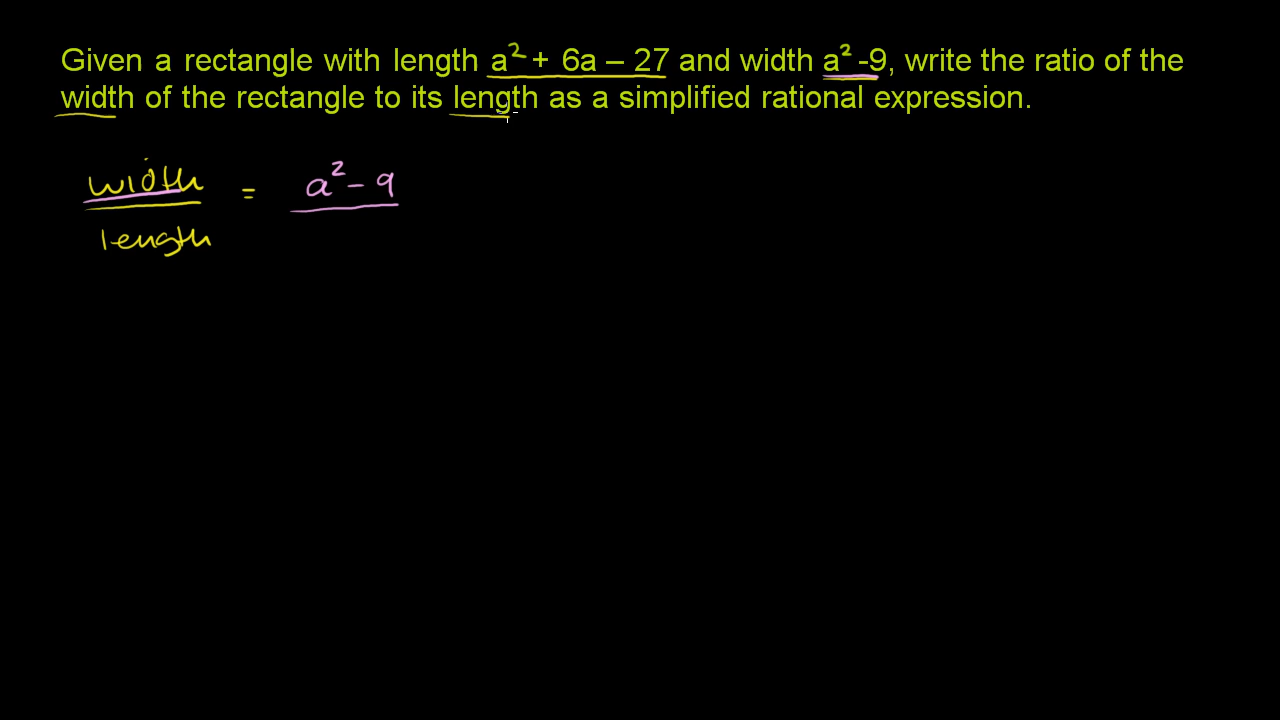 Given a rectangle with length a² + 6a – 27 and width a² -9, write the ratio of the
width of the rectangle to its length as a simplified rational expression.
width = a² - 9
length